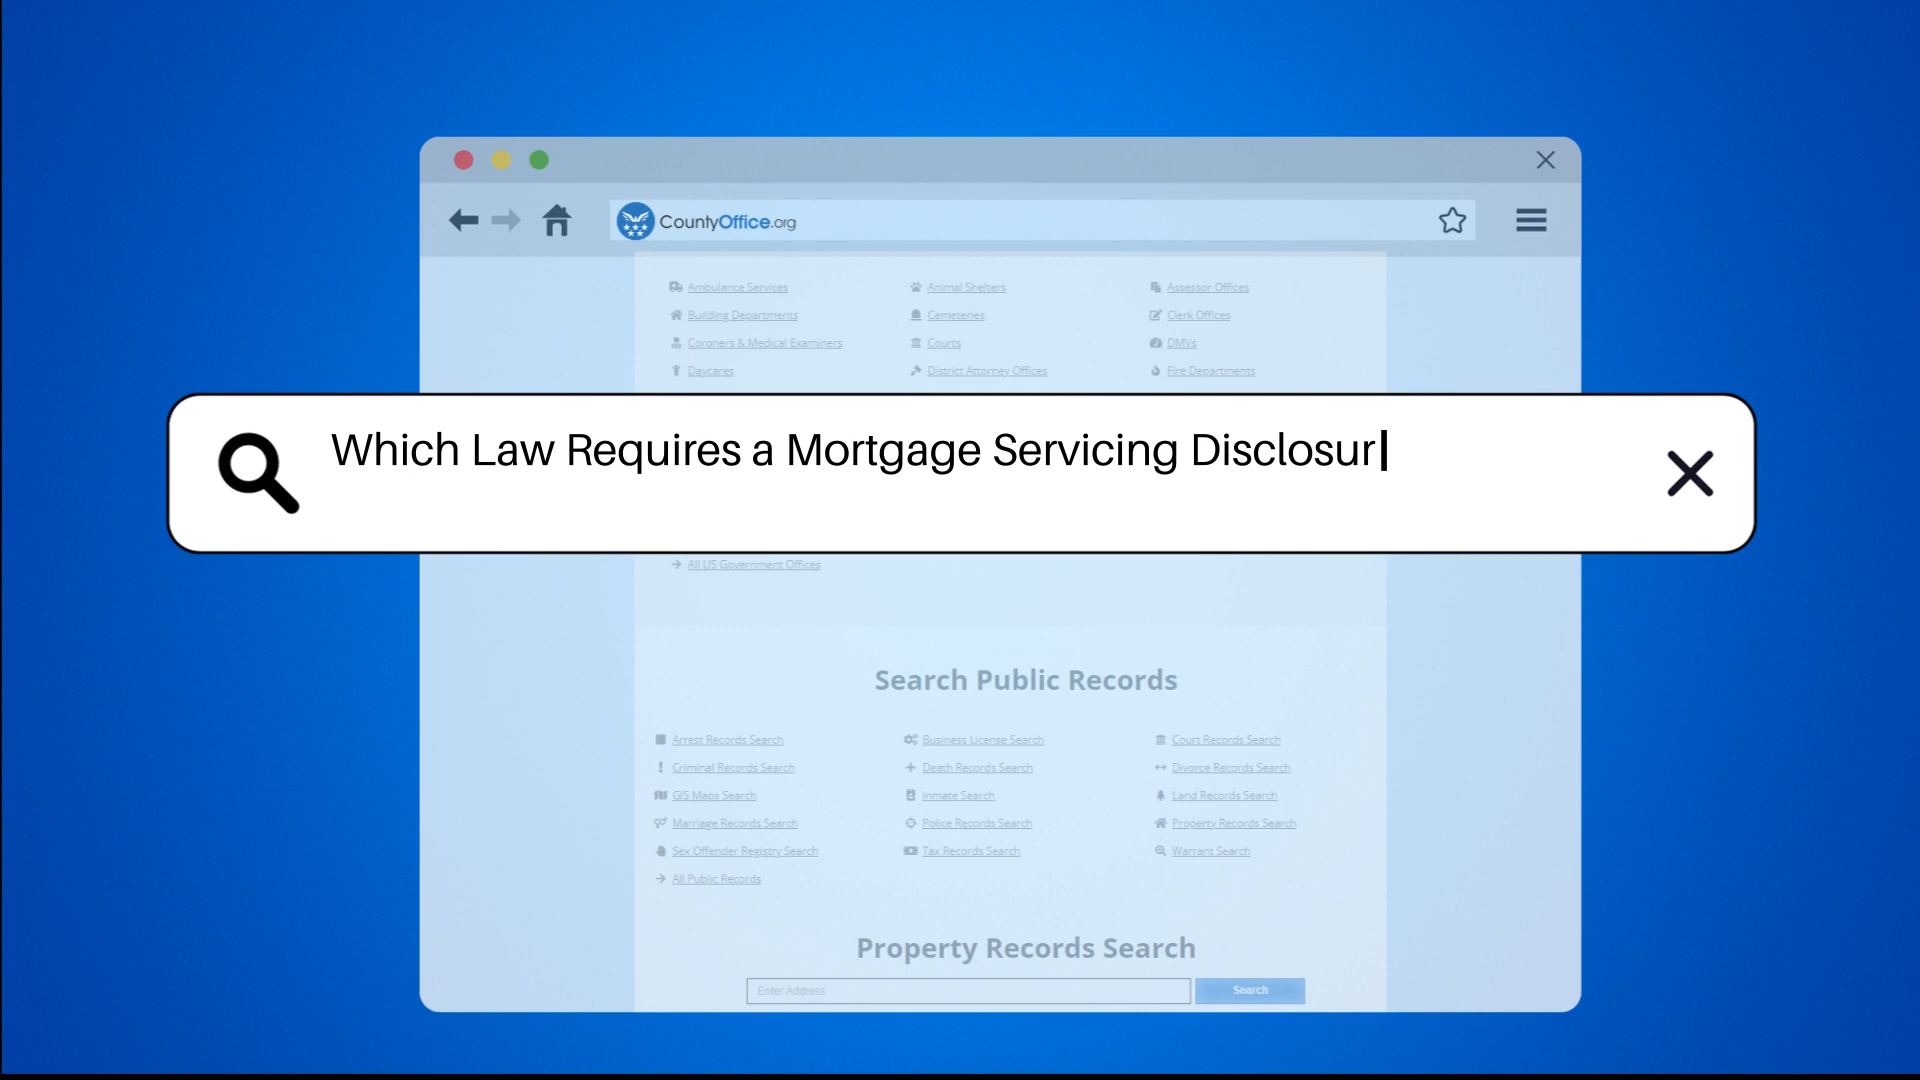 CountyOffice.org
Ambulance Services Animal Shelters Assessor Offices
Building Departments Cemeteries Clerk Offices
Coroners & Medical Examiners Courts DMVs
Daycares District Attorney Offices Fire Departments
Which Law Requires a Mortgage Servicing Disclosur
All US Government Offices
Search Public Records
Arrest Records Search Business License Search Court Records Search
Criminal Records Search Death Records Search Divorce Records Search
GIS Maps Search Inmate Search Land Records Search
Marriage Records Search Police Records Search Property Records Search
Sex Offender Registry Search Tax Records Search Warrant Search
All Public Records
Property Records Search
Enter Address Search